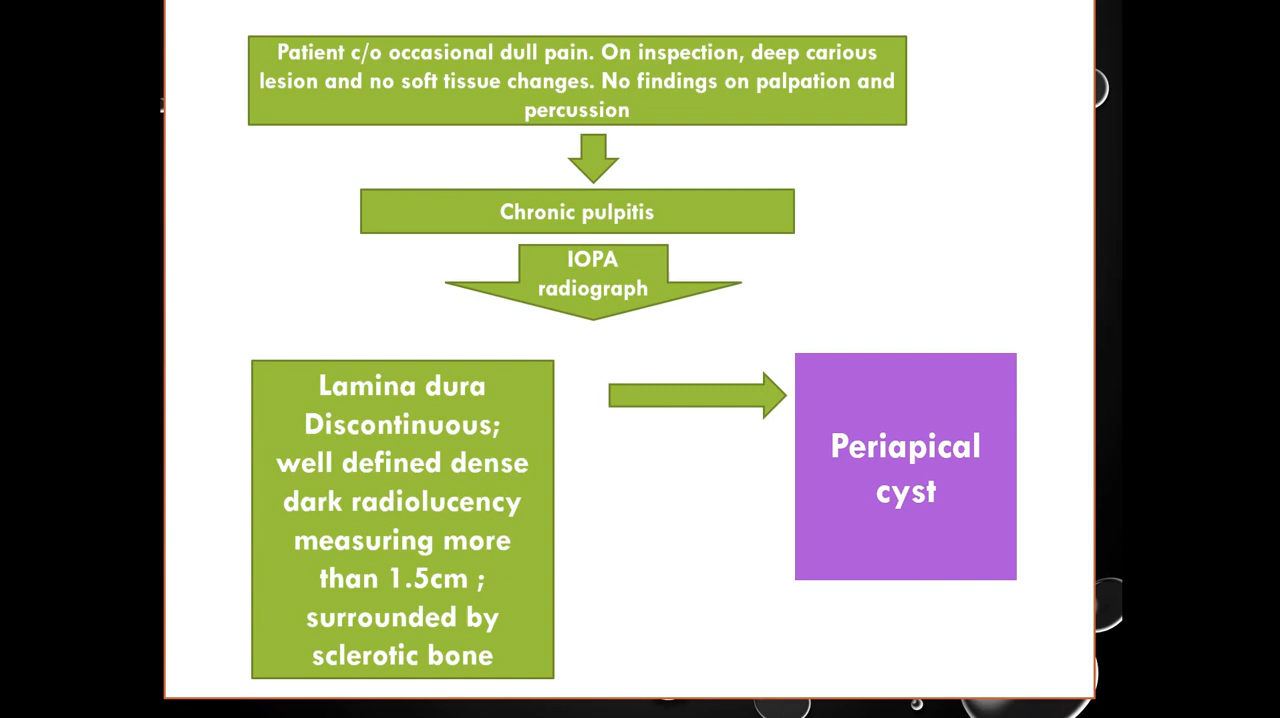 Patient c/o occasional dull pain. On inspection, deep carious
lesion and no soft tissue changes. No findings on palpation and
percussion
Chronic pulpitis
IOPA
radiograph
Lamina dura
Discontinuous;
well defined dense
dark radiolucency
measuring more
than 1.5cm ;
surrounded by
sclerotic bone
Periapical
cyst